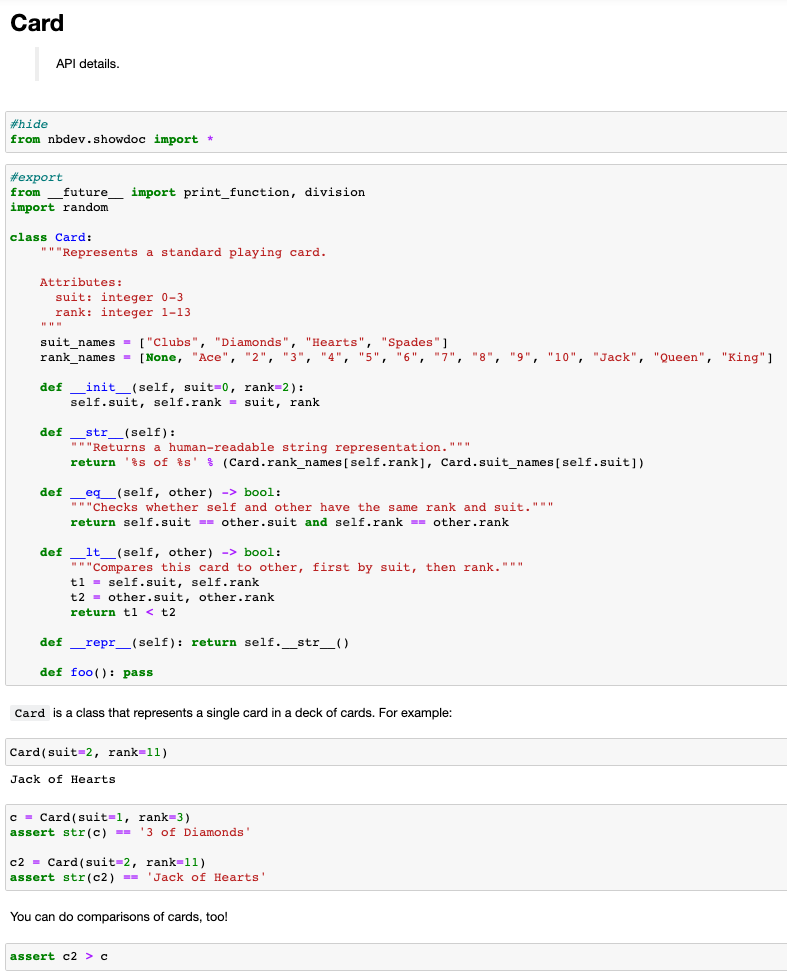 Card
API details.
#hide
from nbdev.showdoc import *
#export
from __future__ import print_function, division
import random
class Card:
    """Represents a standard playing card.
    Attributes:
      suit: integer 0-3
      rank: integer 1-13
    """
    suit_names = ["Clubs", "Diamonds", "Hearts", "Spades"]
    rank_names = [None, "Ace", "2", "3", "4", "5", "6", "7", "8", "9", "10", "Jack", "Queen", "King"]
    def __init__(self, suit=0, rank=2):
        self.suit, self.rank = suit, rank
    def __str__(self):
        """Returns a human-readable string representation."""
        return '%s of %s' % (Card.rank_names[self.rank], Card.suit_names[self.suit])
    def __eq__(self, other) -> bool:
        """Checks whether self and other have the same rank and suit."""
        return self.suit == other.suit and self.rank == other.rank
    def __lt__(self, other) -> bool:
        """Compares this card to other, first by suit, then rank."""
        t1 = self.suit, self.rank
        t2 = other.suit, other.rank
        return t1 < t2
    def __repr__(self): return self.__str__()
    def foo(): pass
Card is a class that represents a single card in a deck of cards. For example:
Card(suit=2, rank=11)
Jack of Hearts
c = Card(suit=1, rank=3)
assert str(c) == '3 of Diamonds'
c2 = Card(suit=2, rank=11)
assert str(c2) == 'Jack of Hearts'
You can do comparisons of cards, too!
assert c2 > c